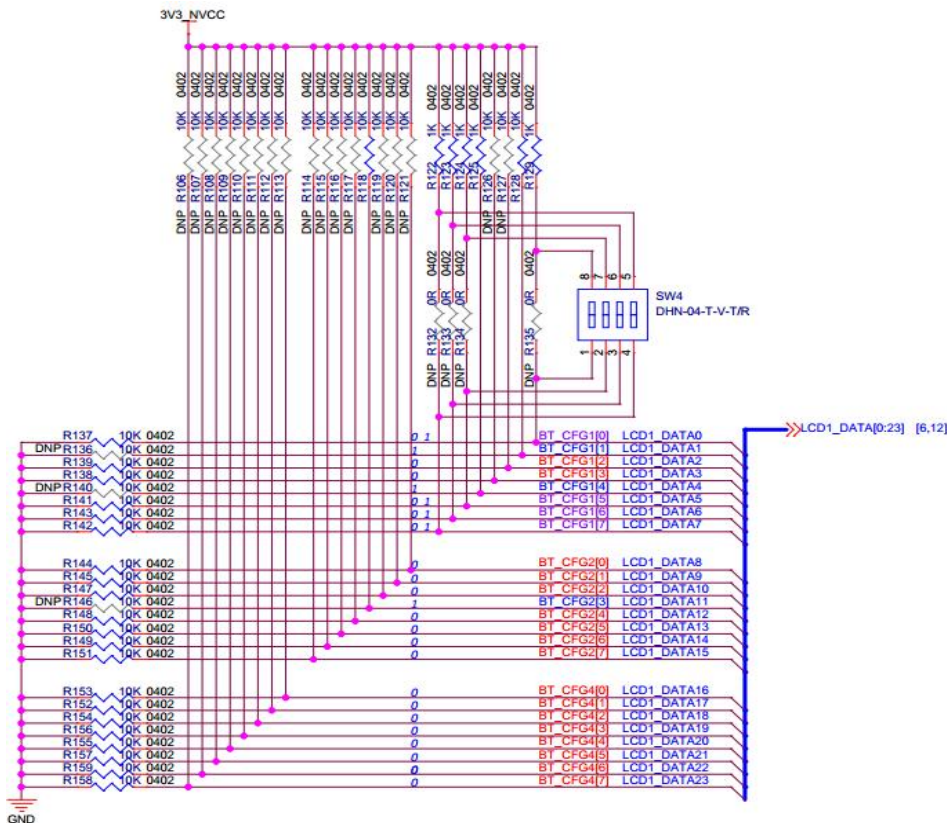 3V3_NVCC
0402 0402 0402 0402 0402 0402 0402 0402 0402 0402 0402 0402 0402 0402 0402 0402 0402 0402 0402 0402 0402 0402 0402 0402
10K 10K 10K 10K 10K 10K 10K 10K 10K 10K 10K 10K 10K 10K 10K 10K 1K 1K 1K 1K 10K 10K 10K 1K
R106 R107 R108 R109 R110 R111 R112 R113 R114 R115 R116 R117 R118 R119 R120 R121 R122 R123 R124 R125 R126 R127 R128 R129
DNP DNP DNP DNP DNP DNP DNP DNP DNP DNP DNP DNP DNP DNP DNP DNP DNP
0402 0402 0402 0402
0R 0R 0R 0R
R132 R133 R134 R135
DNP DNP DNP DNP
8 7 6 5
SW4
DHN-04-T-V-T/R
1 2 3 4
LCD1_DATA[0:23] [6,12]
R137 10K 0402 0 1 BT_CFG1[0] LCD1_DATA0
DNP R136 10K 0402 1 BT_CFG1[1] LCD1_DATA1
R139 10K 0402 0 BT_CFG1[2] LCD1_DATA2
R138 10K 0402 0 BT_CFG1[3] LCD1_DATA3
DNP R140 10K 0402 1 BT_CFG1[4] LCD1_DATA4
R141 10K 0402 0 1 BT_CFG1[5] LCD1_DATA5
R143 10K 0402 0 1 BT_CFG1[6] LCD1_DATA6
R142 10K 0402 0 1 BT_CFG1[7] LCD1_DATA7
R144 10K 0402 0 BT_CFG2[0] LCD1_DATA8
R145 10K 0402 0 BT_CFG2[1] LCD1_DATA9
R147 10K 0402 0 BT_CFG2[2] LCD1_DATA10
DNP R146 10K 0402 1 BT_CFG2[3] LCD1_DATA11
R148 10K 0402 0 BT_CFG2[4] LCD1_DATA12
R150 10K 0402 0 BT_CFG2[5] LCD1_DATA13
R149 10K 0402 0 BT_CFG2[6] LCD1_DATA14
R151 10K 0402 0 BT_CFG2[7] LCD1_DATA15
R153 10K 0402 0 BT_CFG4[0] LCD1_DATA16
R152 10K 0402 0 BT_CFG4[1] LCD1_DATA17
R154 10K 0402 0 BT_CFG4[2] LCD1_DATA18
R156 10K 0402 0 BT_CFG4[3] LCD1_DATA19
R155 10K 0402 0 BT_CFG4[4] LCD1_DATA20
R157 10K 0402 0 BT_CFG4[5] LCD1_DATA21
R159 10K 0402 0 BT_CFG4[6] LCD1_DATA22
R158 10K 0402 0 BT_CFG4[7] LCD1_DATA23
GND